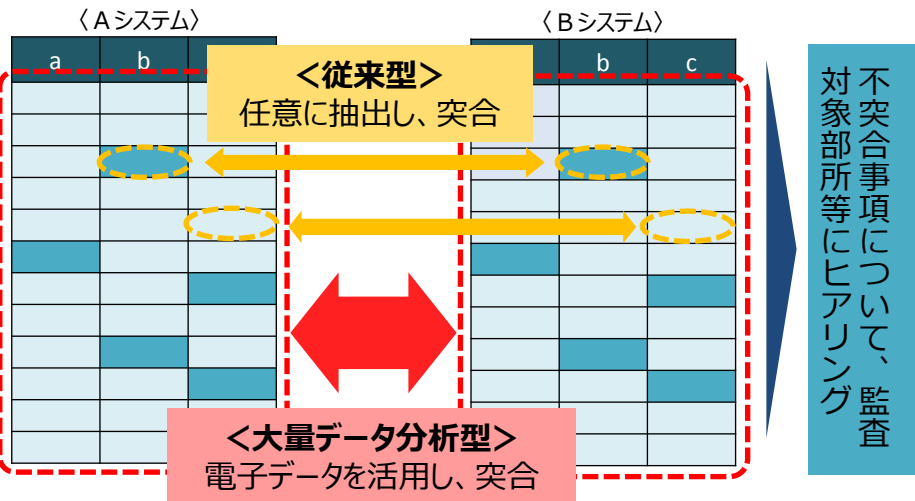 〈Aシステム〉
〈Bシステム〉
a
b
b
c
＜従来型＞
任意に抽出し、突合
＜大量データ分析型＞
電子データを活用し、突合
不突合事項について、監査
対象部所等にヒアリング